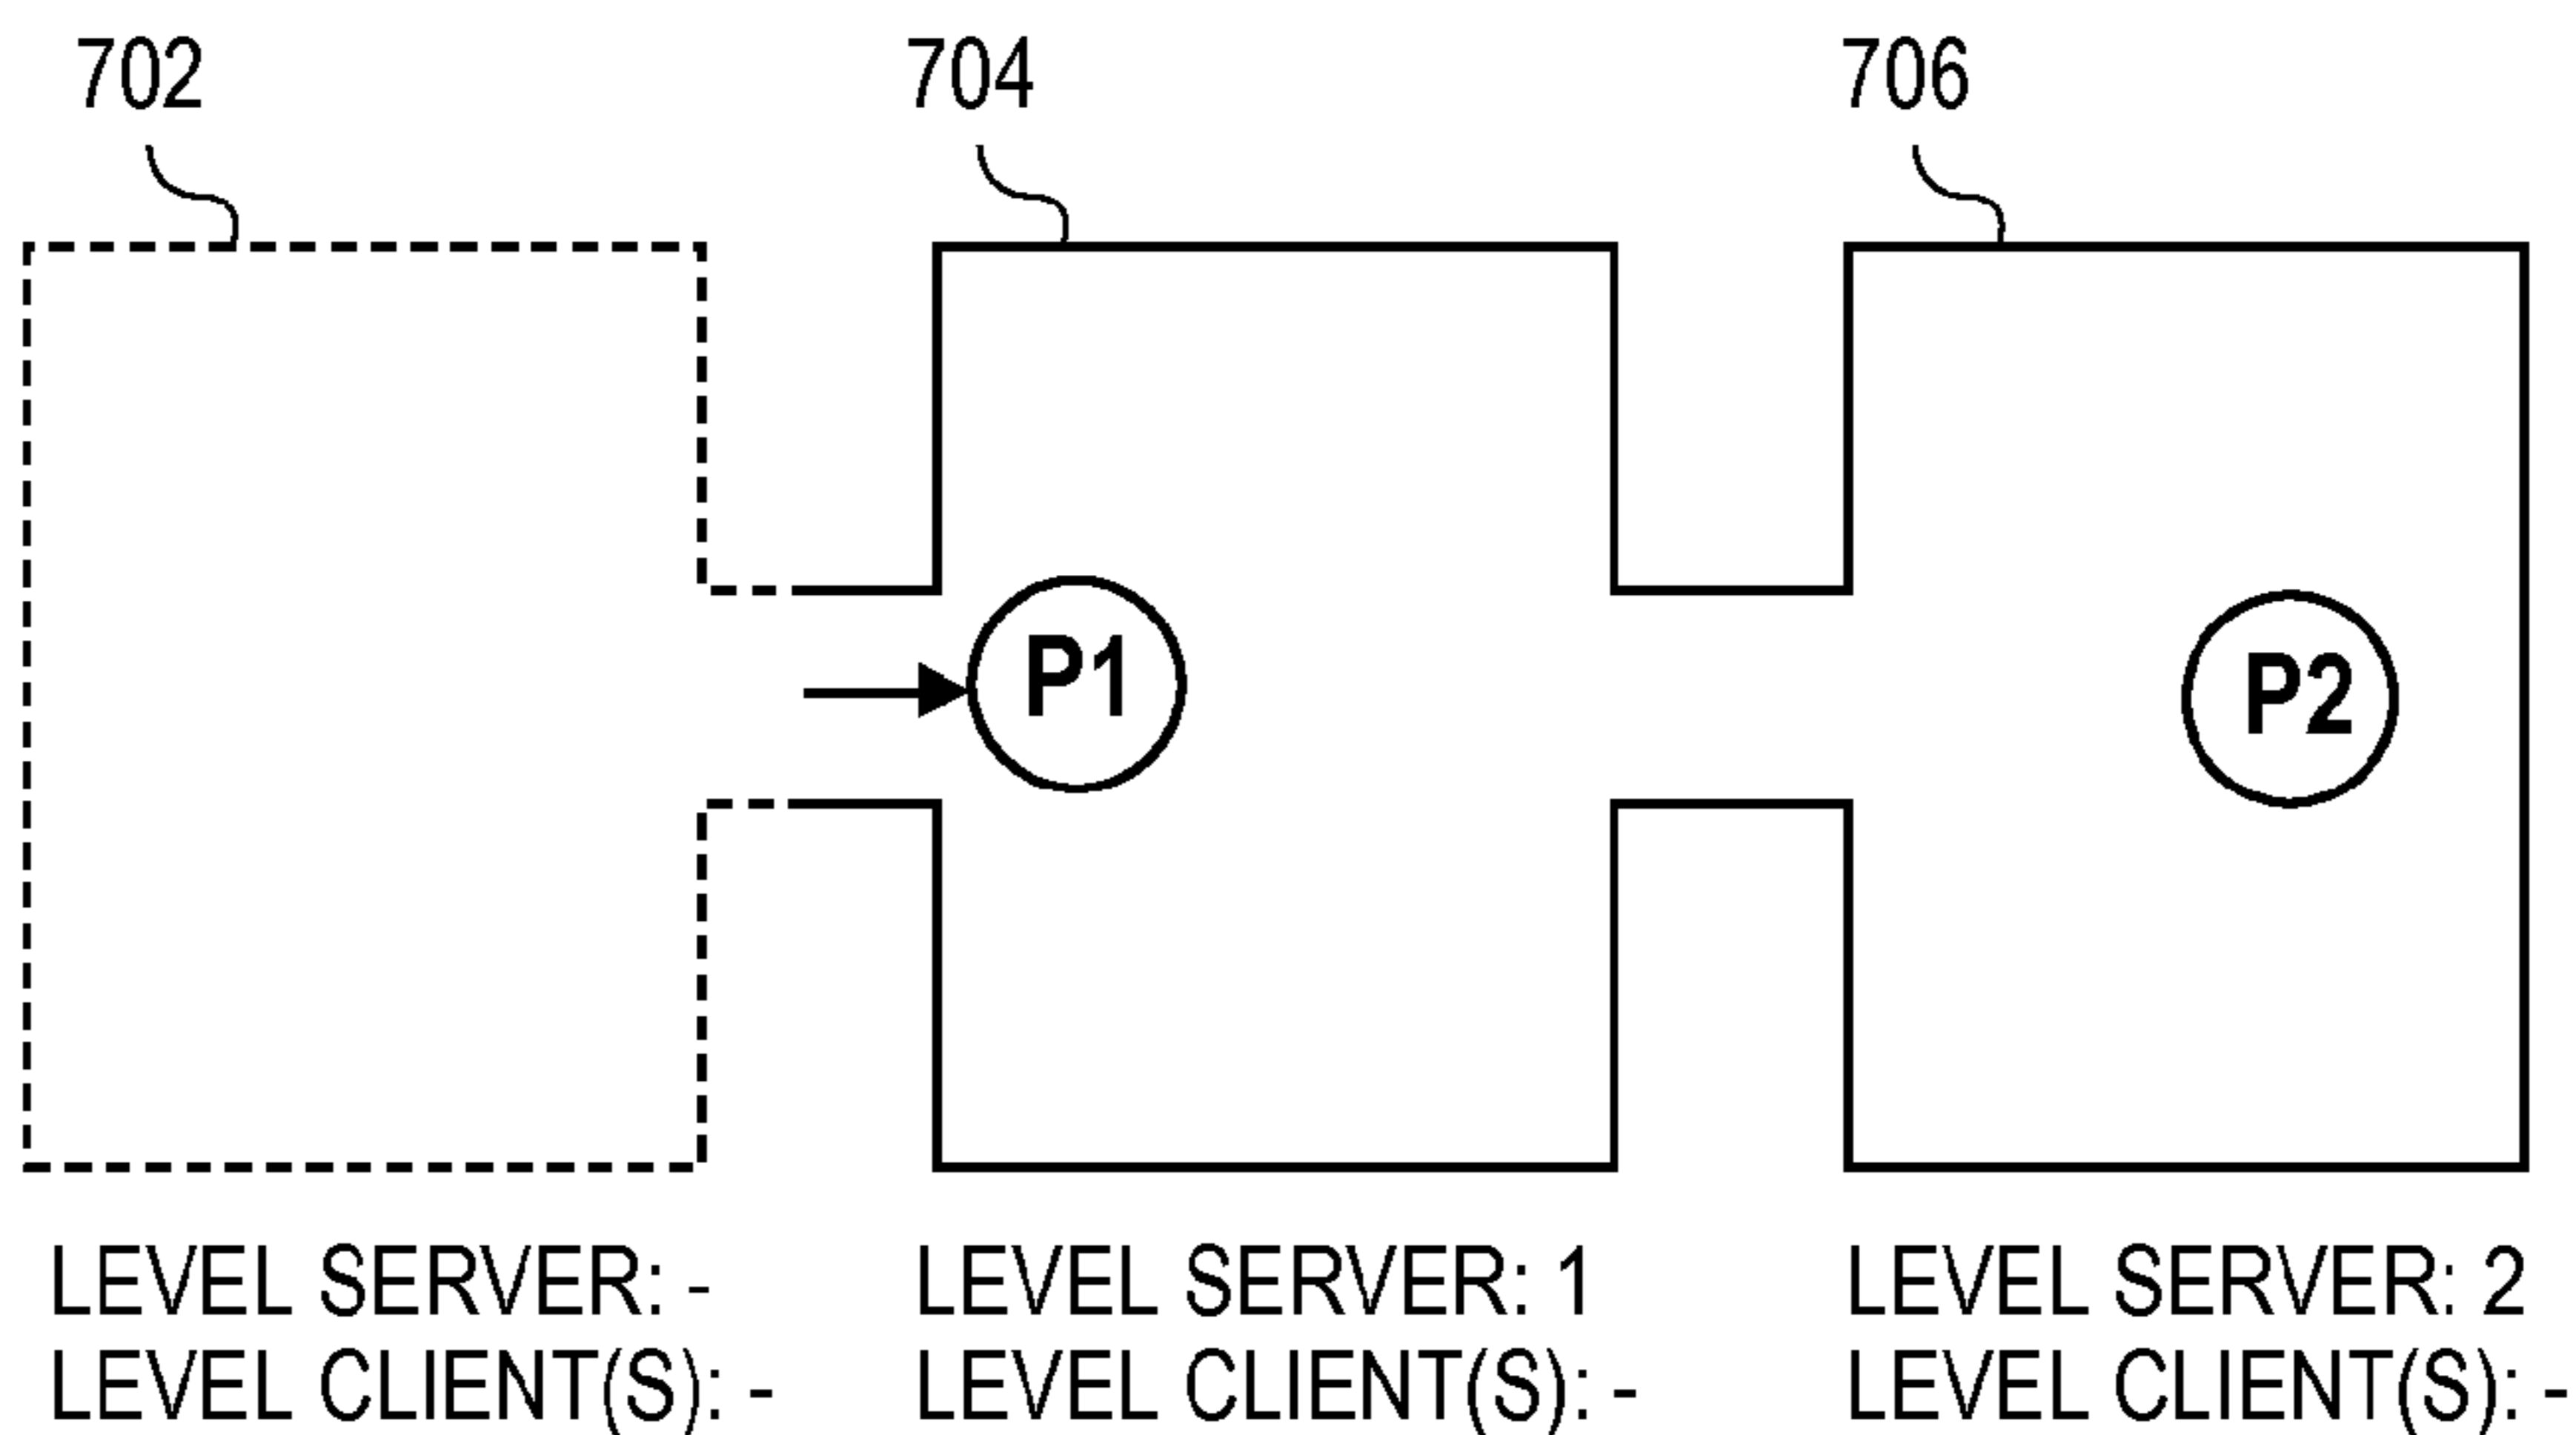 702 704 706
P1 P2
LEVEL SERVER: - LEVEL SERVER: 1 LEVEL SERVER: 2
LEVEL CLIENT(S): - LEVEL CLIENT(S): - LEVEL CLIENT(S): -